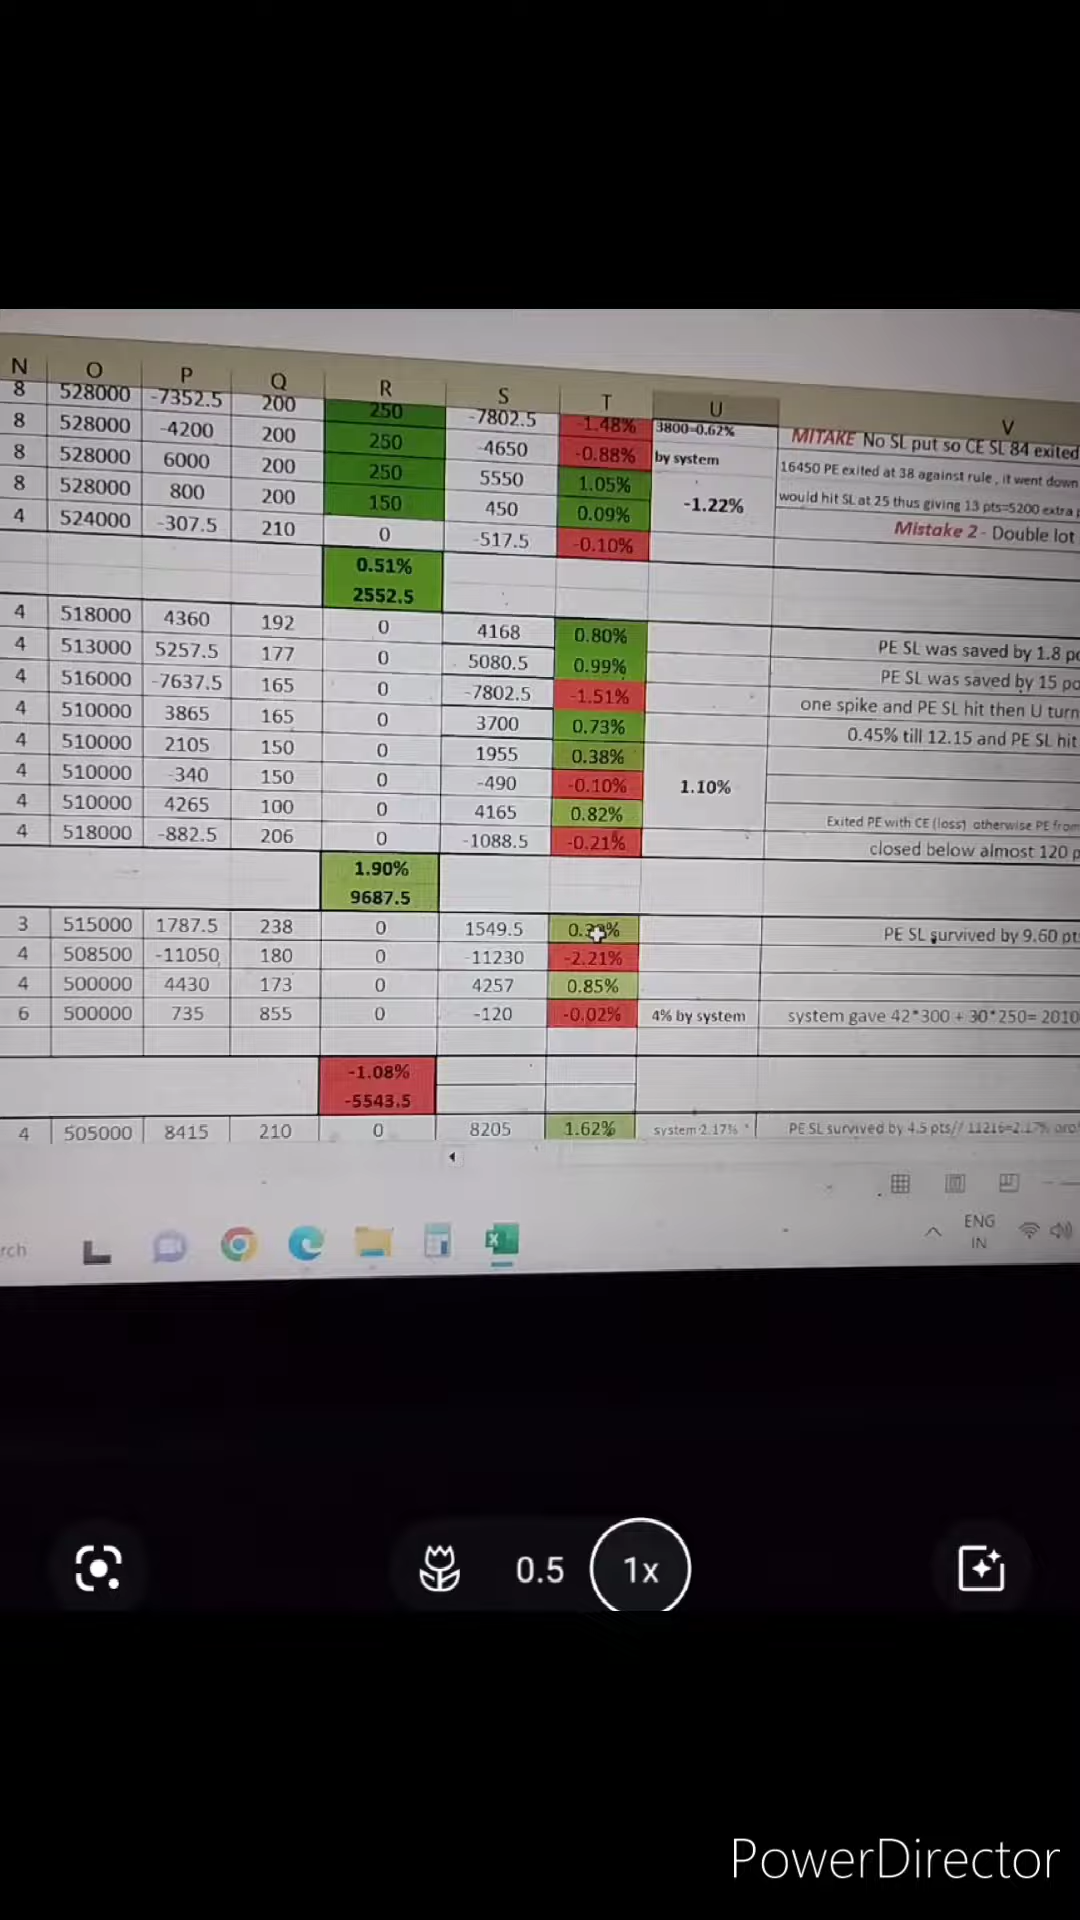 N O P Q R S T U V
8 528000 -7352.5 200 250 -7802.5 -1.48% 3800=0.62% MITAKE No SL put so CE SL 84 exited
8 528000 -4200 200 250 -4650 -0.88% by system 16450 PE exited at 38 against rule , it went down
8 528000 6000 200 250 5550 1.05% -1.22% would hit SL at 25 thus giving 13 pts=5200 extra
8 528000 800 200 150 450 0.09% Mistake 2 - Double lot
4 524000 -307.5 210 0 -517.5 -0.10%
0.51%
2552.5
4 518000 4360 192 0 4168 0.80% PE SL was saved by 1.8
4 513000 5257.5 177 0 5080.5 0.99% PE SL was saved by 15
4 516000 -7637.5 165 0 -7802.5 -1.51% one spike and PE SL hit then U turn
4 510000 3865 165 0 3700 0.73% 0.45% till 12.15 and PE SL hit
4 510000 2105 150 0 1955 0.38%
4 510000 -340 150 0 -490 -0.10% 1.10%
4 510000 4265 100 0 4165 0.82% Exited PE with CE (loss) otherwise PE from
4 518000 -882.5 206 0 -1088.5 -0.21% closed below almost 120
1.90%
9687.5
3 515000 1787.5 238 0 1549.5 PE SL survived by 9.60
4 508500 -11050 180 0 -11230 -2.21%
4 500000 4430 173 0 4257 0.85%
6 500000 735 855 0 -120 -0.02% 4% by system system gave 42*300 + 30*250= 2010
-1.08%
-5543.5
4 505000 8415 210 0 8205 1.62% system 2.17% PE SL survived by 4.5 pts// 11216=2.17%
ENG
IN
0.5 1x
PowerDirector